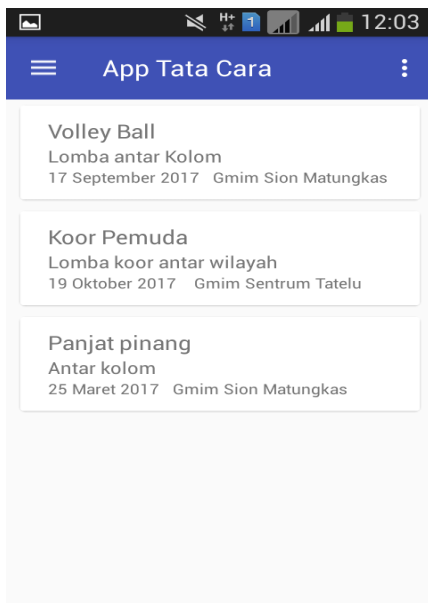 H+ 1 12:03
App Tata Cara
Volley Ball
Lomba antar Kolom
17 September 2017 Gmim Sion Matungkas
Koor Pemuda
Lomba koor antar wilayah
19 Oktober 2017 Gmim Sentrum Tatelu
Panjat pinang
Antar kolom
25 Maret 2017 Gmim Sion Matungkas